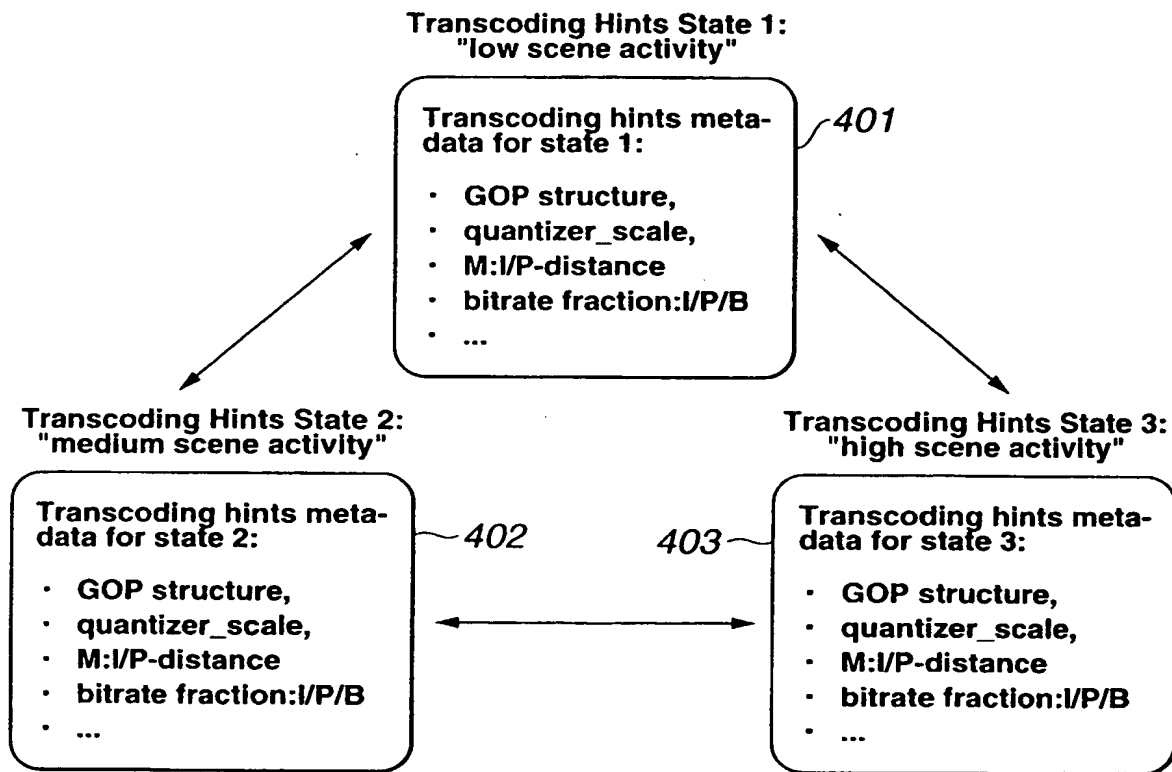 Transcoding Hints State 1:
"low scene activity"
Transcoding hints meta-
data for state 1:
· GOP structure,
· quantizer_scale,
· M:I/P-distance
· bitrate fraction:I/P/B
· ...
401
Transcoding Hints State 2:
"medium scene activity"
Transcoding hints meta-
data for state 2:
· GOP structure,
· quantizer_scale,
· M:I/P-distance
· bitrate fraction:I/P/B
· ...
402
Transcoding Hints State 3:
"high scene activity"
403
Transcoding hints meta-
data for state 3:
· GOP structure,
· quantizer_scale,
· M:I/P-distance
· bitrate fraction:I/P/B
· ...